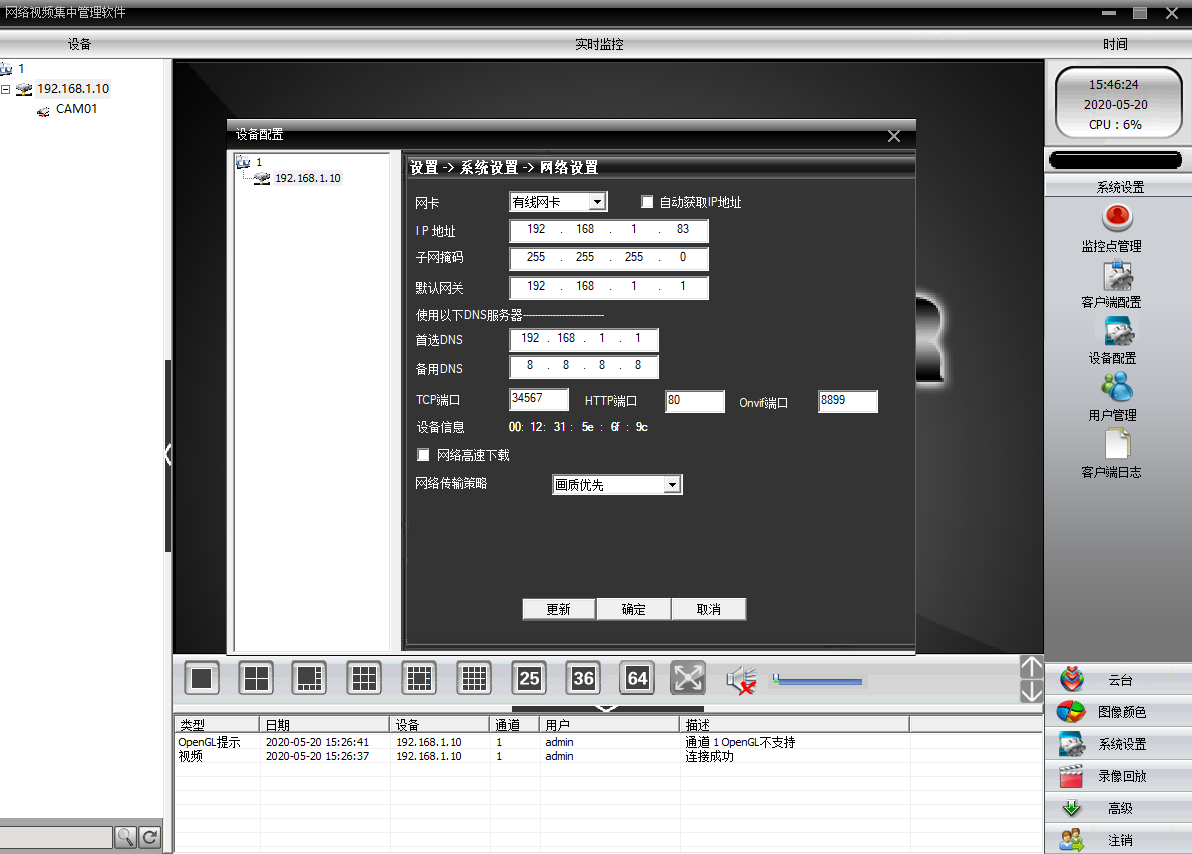 网络视频集中管理软件
设备 实时监控 时间
1
192.168.1.10
CAM01
15:46:24
2020-05-20
CPU : 6%
系统设置
监控点管理
客户端配置
设备配置
用户管理
客户端日志
设备配置
1
192.168.1.10
设置 -> 系统设置 -> 网络设置
网卡 有线网卡 自动获取IP地址
I P 地址 192 . 168 . 1 . 83
子网掩码 255 . 255 . 255 . 0
默认网关 192 . 168 . 1 . 1
使用以下DNS服务器---------------------------
首选DNS 192 . 168 . 1 . 1
备用DNS 8 . 8 . 8 . 8
TCP端口 34567 HTTP端口 80 Onvif端口 8899
设备信息 00: 12: 31: 5e : 6f : 9c
网络高速下载
网络传输策略 画质优先
更新 确定 取消
25 36 64
类型 日期 设备 通道 用户 描述
OpenGL提示 2020-05-20 15:26:41 192.168.1.10 1 admin 通道 1 OpenGL不支持
视频 2020-05-20 15:26:37 192.168.1.10 1 admin 连接成功
云台
图像颜色
系统设置
录像回放
高级
注销